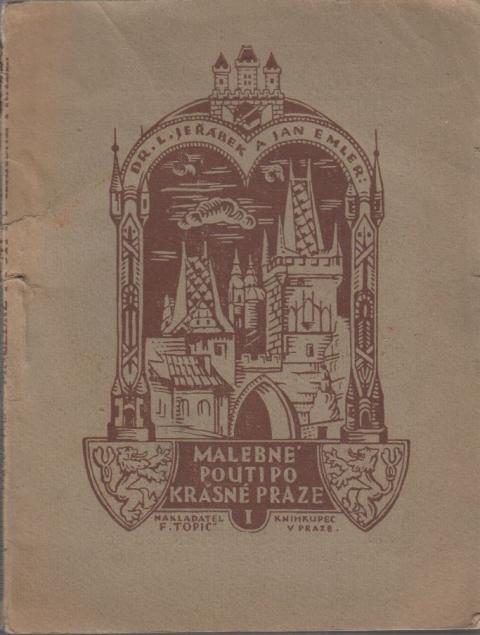 DR. L. JEŘÁBEK A JAN EMLER:
MALEBNÉ
POUTI PO
KRÁSNÉ PRAZE
I
NAKLADATEL
F. TOPIČ
KNIHKUPEC
V PRAZE.